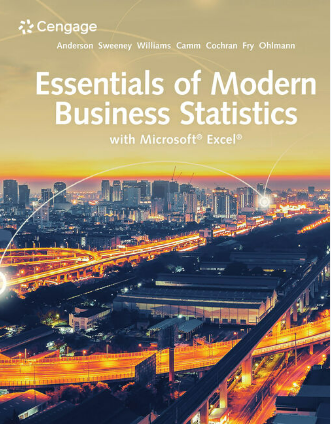 Cengage
Anderson Sweeney Williams Camm Cochran Fry Ohlmann
Essentials of Modern
Business Statistics
with Microsoft® Excel®